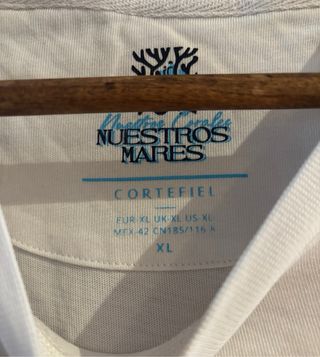 Nuestros Corales
NUESTROS
MARES
CORTEFIEL
EUR-XL UK-XL US-XL
MEX-42 CN185/116 A
XL